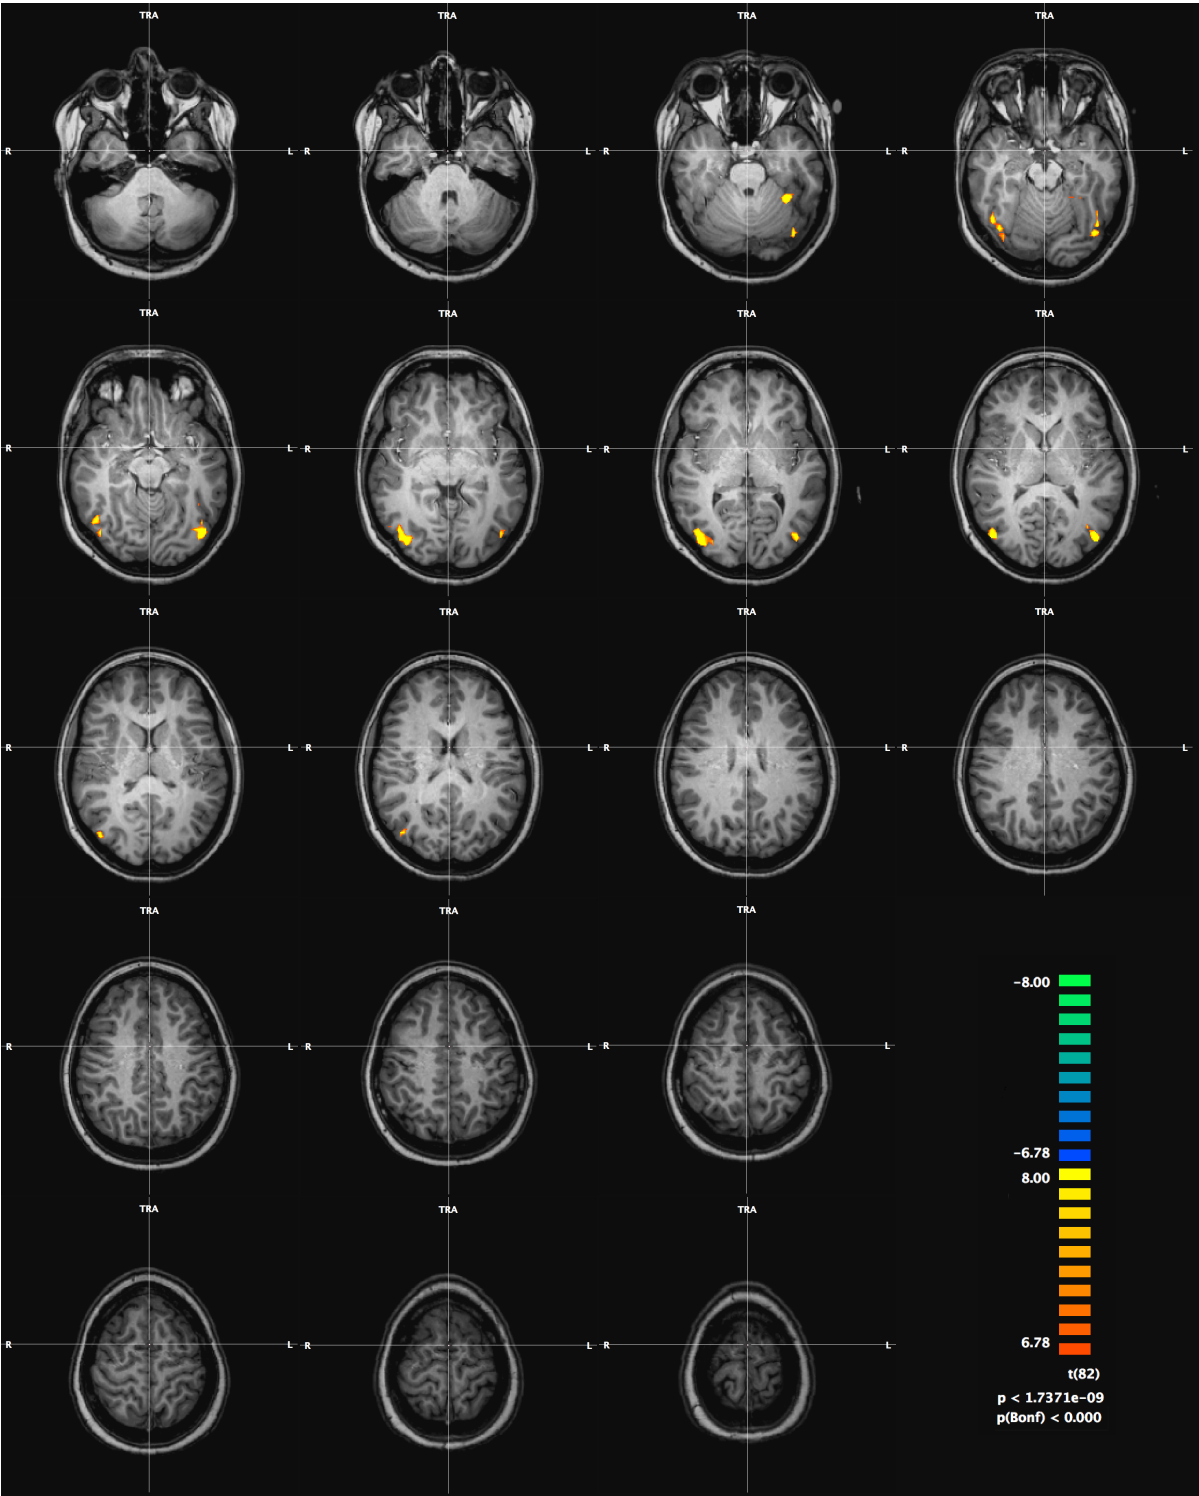 TRA TRA TRA TRA
R L R L R L R L
TRA TRA TRA TRA
R L R L R L R L
TRA TRA TRA TRA
R L R L R L R L
TRA TRA TRA
R L R L R L
-8.00
-6.78
8.00
TRA TRA TRA
R L R L R L
6.78
t(82)
p < 1.7371e-09
p(Bonf) < 0.000